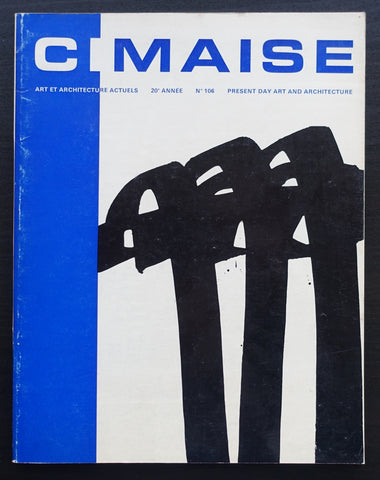 CIMAISE
ART ET ARCHITECTURE ACTUELS 20e ANNÉE N° 106 PRESENT DAY ART AND ARCHITECTURE